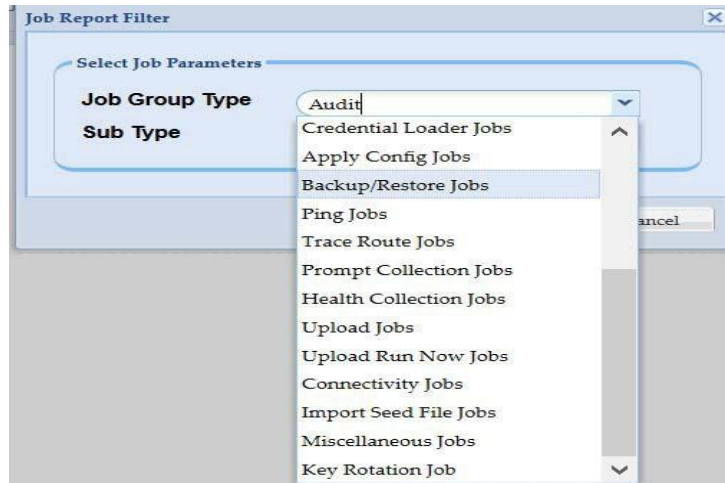 Job Report Filter
Select Job Parameters
Job Group Type
Audit
Sub Type
Credential Loader Jobs
Apply Config Jobs
Backup/Restore Jobs
Ping Jobs
ancel
Trace Route Jobs
Prompt Collection Jobs
Health Collection Jobs
Upload Jobs
Upload Run Now Jobs
Connectivity Jobs
Import Seed File Jobs
Miscellaneous Jobs
Key Rotation Job